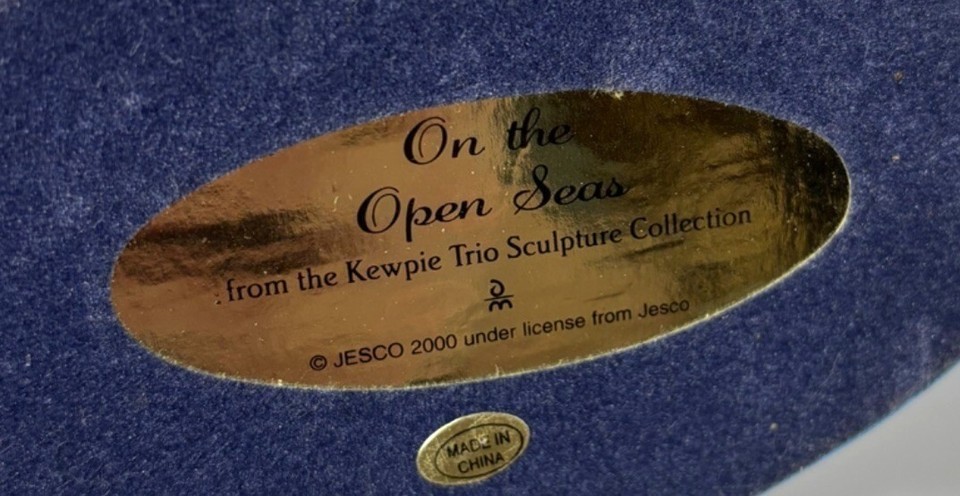 On the
Open Seas
from the Kewpie Trio Sculpture Collection
© JESCO 2000 under license from Jesco
MADE IN
CHINA